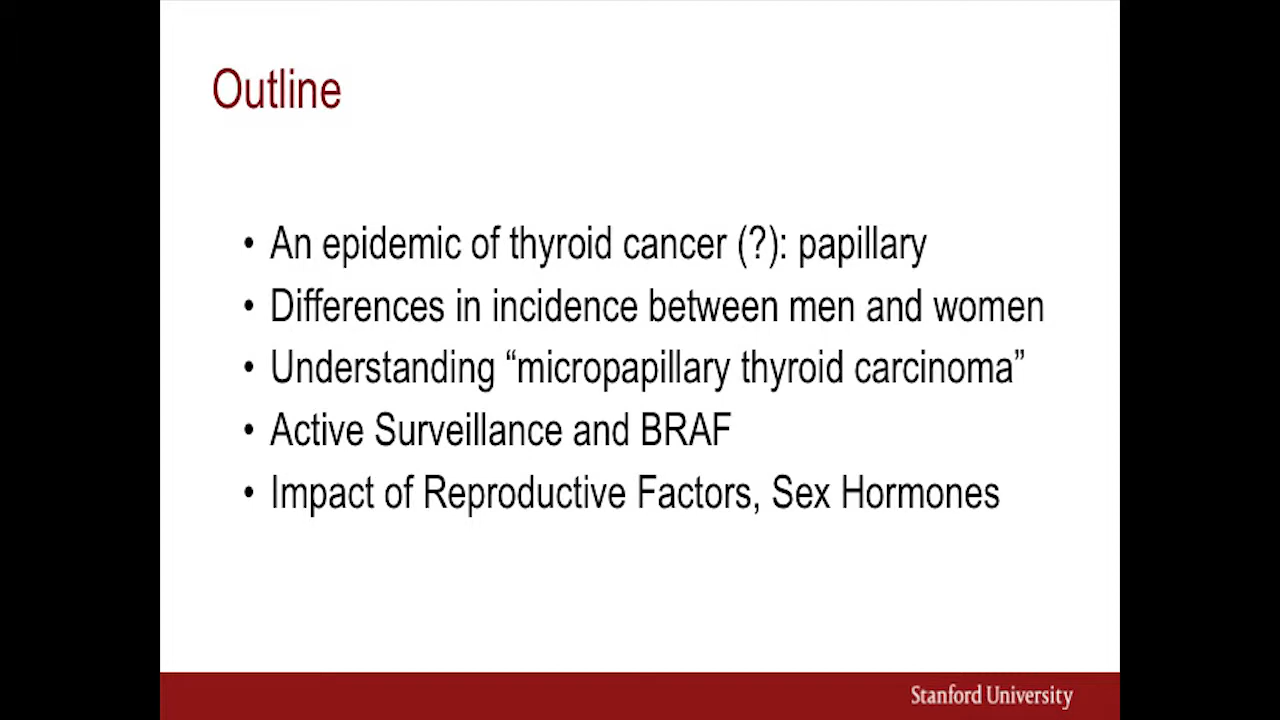 Outline
• An epidemic of thyroid cancer (?): papillary
• Differences in incidence between men and women
• Understanding “micropapillary thyroid carcinoma”
• Active Surveillance and BRAF
• Impact of Reproductive Factors, Sex Hormones
Stanford University